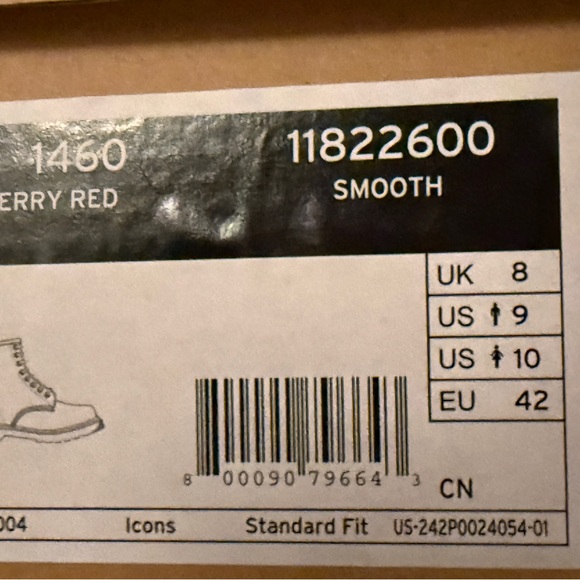 1460
11822600
ERRY RED
SMOOTH
UK 8
US 9
US 10
EU 42
8 00090 79664 3
CN
004
Icons
Standard Fit
US-242P0024054-01